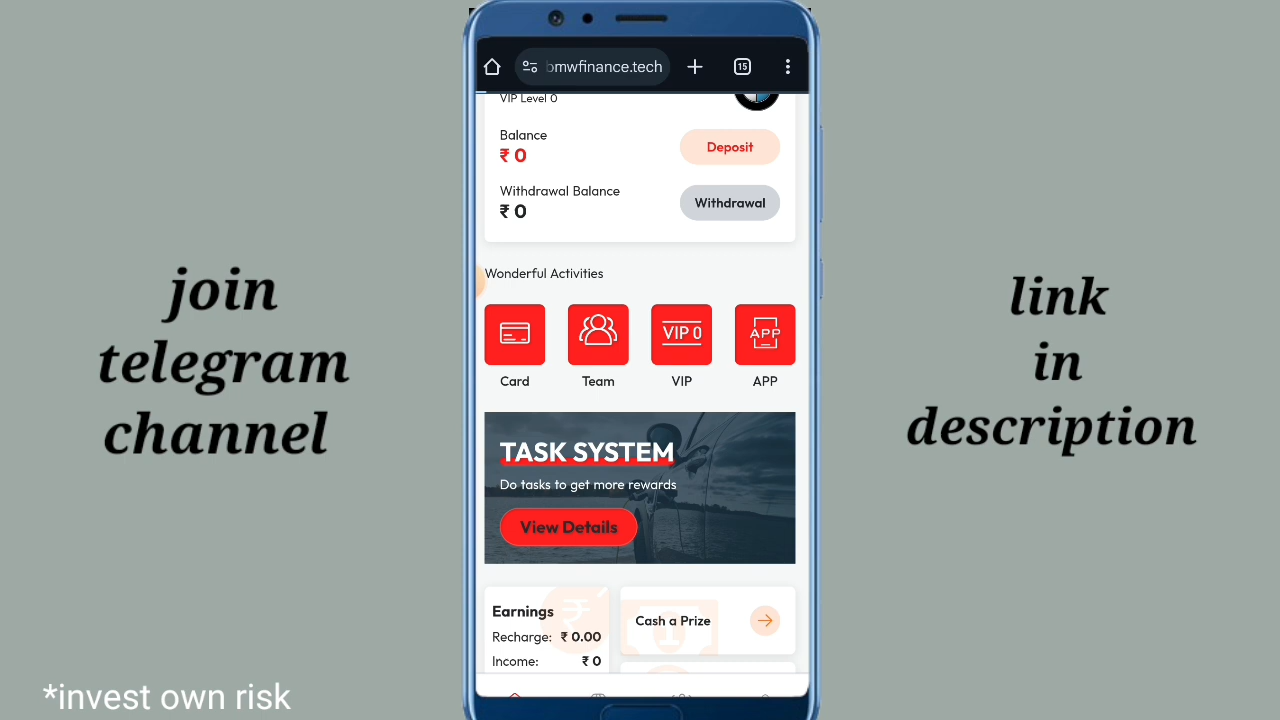 join
telegram
channel
bmwfinance.tech
15
VIP Level 0
Balance
₹ 0
Deposit
Withdrawal Balance
₹ 0
Withdrawal
Wonderful Activities
VIP 0
APP
Card
Team
VIP
APP
TASK SYSTEM
Do tasks to get more rewards
View Details
Earnings
Recharge: ₹ 0.00
Income: ₹ 0
Cash a Prize
link
in
description
*invest own risk